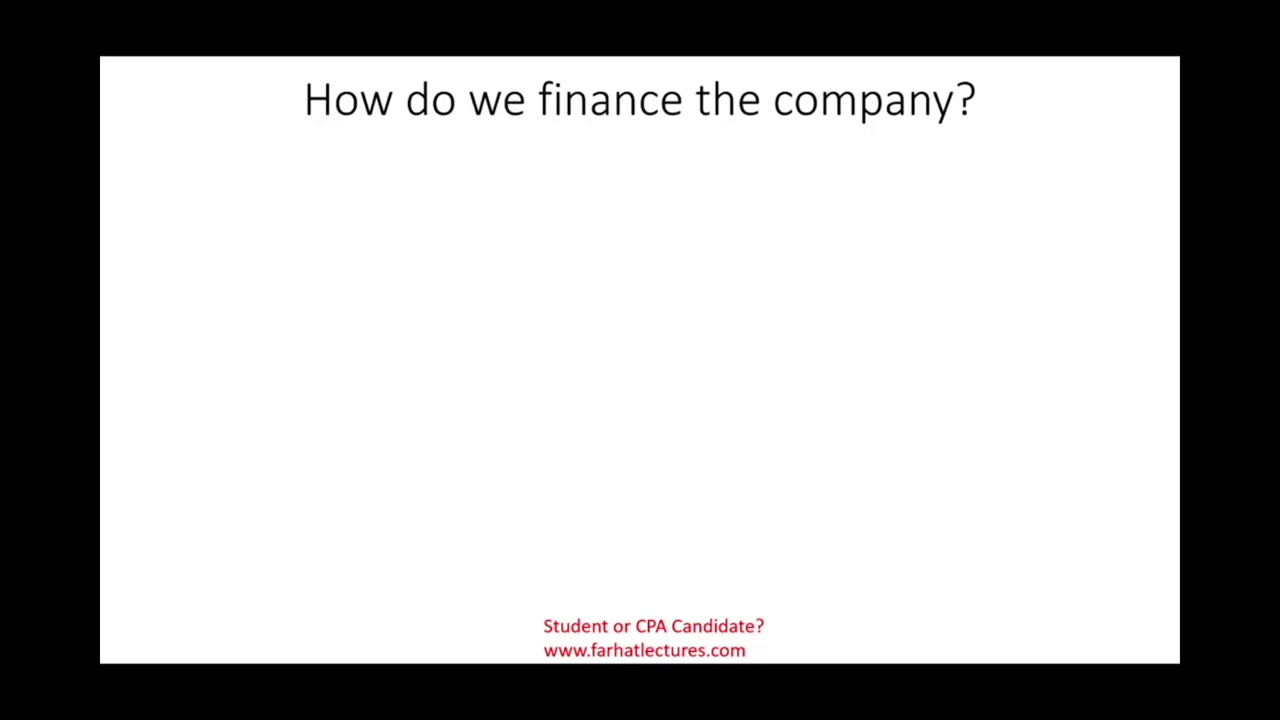 How do we finance the company?
Student or CPA Candidate?
www.farhatlectures.com